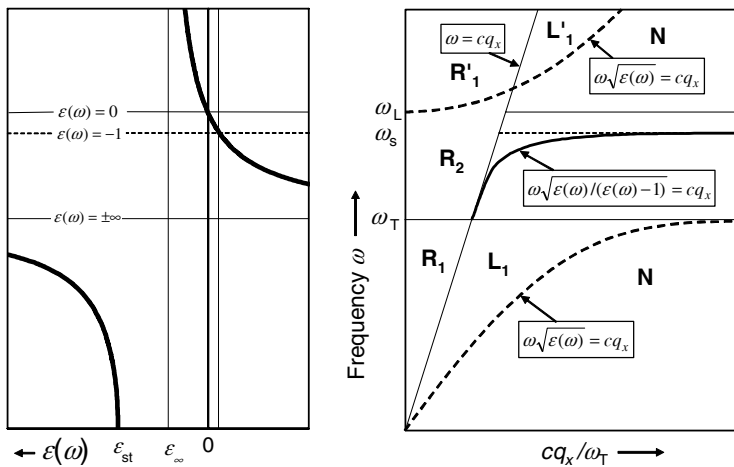 ε(ω) = 0
ε(ω) = −1
ε(ω) = ±∞
← ε(ω)
ε_st
ε_∞
0
ω = cq_x
L'_1
N
R'_1
ω√ε(ω) = cq_x
ω_L
ω_s
R_2
ω√ε(ω)/(ε(ω)−1) = cq_x
ω_T
R_1
L_1
N
ω√ε(ω) = cq_x
Frequency ω →
cq_x/ω_T →